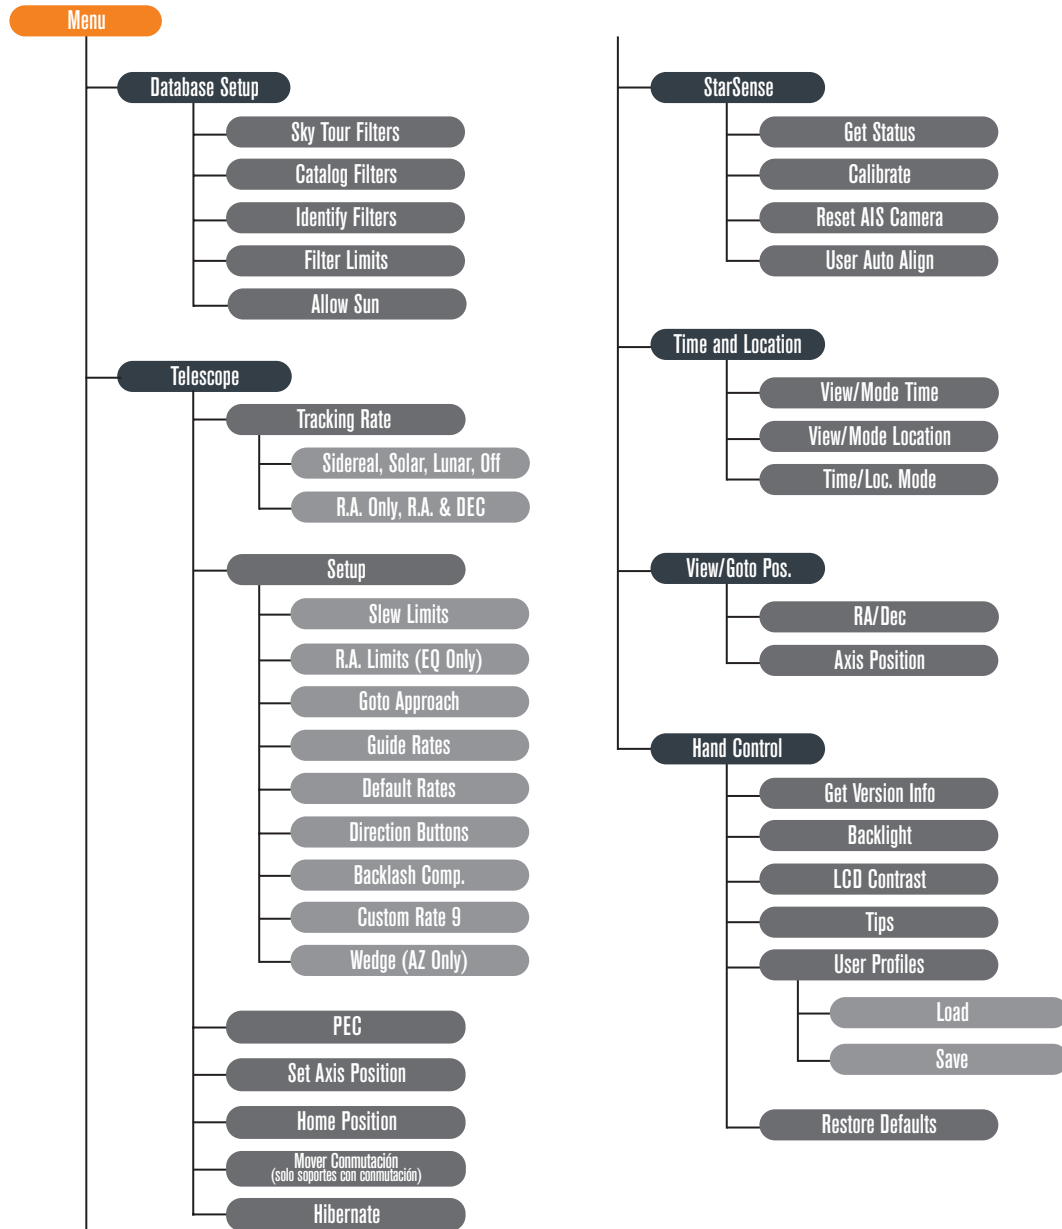 Menu
Database Setup
Sky Tour Filters
Catalog Filters
Identify Filters
Filter Limits
Allow Sun
Telescope
Tracking Rate
Sidereal, Solar, Lunar, Off
R.A. Only, R.A. & DEC
Setup
Slew Limits
R.A. Limits (EQ Only)
Goto Approach
Guide Rates
Default Rates
Direction Buttons
Backlash Comp.
Custom Rate 9
Wedge (AZ Only)
PEC
Set Axis Position
Home Position
Mover Conmutación
(solo soportes con conmutación)
Hibernate
StarSense
Get Status
Calibrate
Reset AIS Camera
User Auto Align
Time and Location
View/Mode Time
View/Mode Location
Time/Loc. Mode
View/Goto Pos.
RA/Dec
Axis Position
Hand Control
Get Version Info
Backlight
LCD Contrast
Tips
User Profiles
Load
Save
Restore Defaults